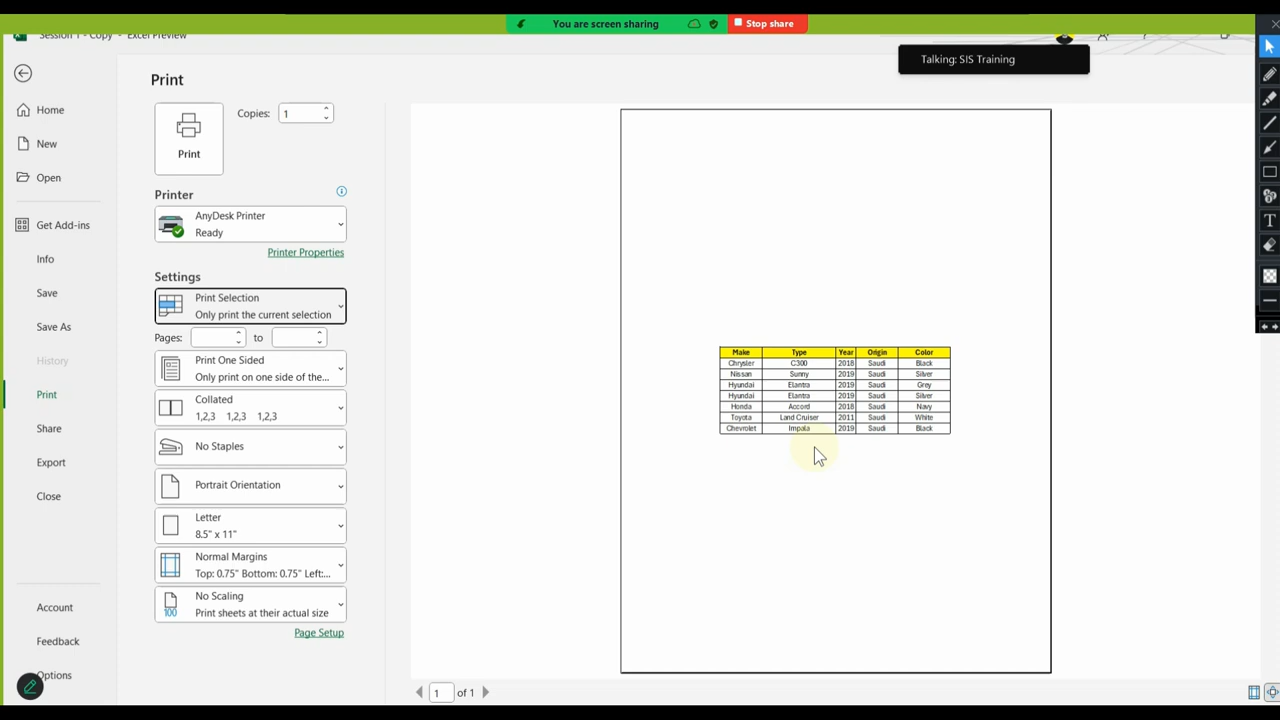 You are screen sharing
Stop share
Session 1 - Copy - Excel Preview
Talking: SIS Training
Print
Home
New
Open
Get Add-ins
Info
Save
Save As
History
Print
Share
Export
Close
Account
Feedback
Options
Print
Copies: 1
Printer
AnyDesk Printer
Ready
Printer Properties
Settings
Print Selection
Only print the current selection
Pages: to
Print One Sided
Only print on one side of the...
Collated
1,2,3 1,2,3 1,2,3
No Staples
Portrait Orientation
Letter
8.5" x 11"
Normal Margins
Top: 0.75" Bottom: 0.75" Left:...
No Scaling
100
Print sheets at their actual size
Page Setup
Make Type Year Origin Color
Chrysler C300 2018 Saudi Black
Nissan Sunny 2019 Saudi Silver
Hyundai Elantra 2019 Saudi Grey
Hyundai Elantra 2019 Saudi Silver
Honda Accord 2018 Saudi Navy
Toyota Land Cruiser 2011 Saudi White
Chevrolet Impala 2019 Saudi Black
1 of 1
T